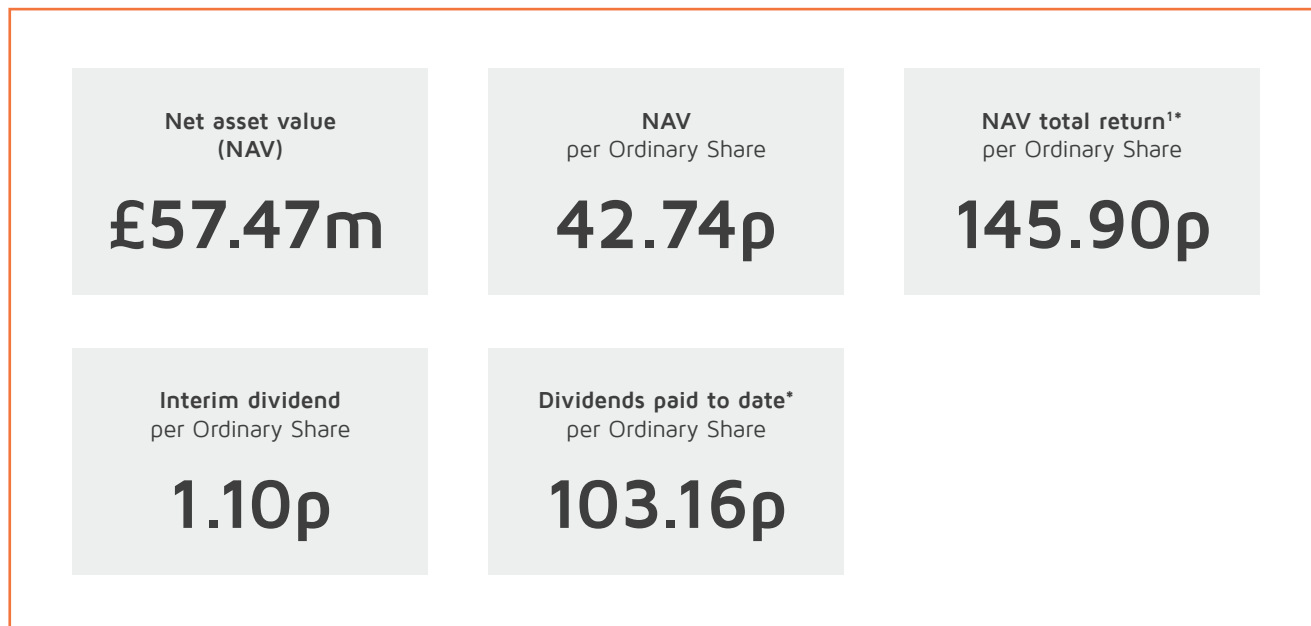 Net asset value
(NAV)
£57.47m
NAV
per Ordinary Share
42.74p
NAV total return¹*
per Ordinary Share
145.90p
Interim dividend
per Ordinary Share
1.10p
Dividends paid to date*
per Ordinary Share
103.16p